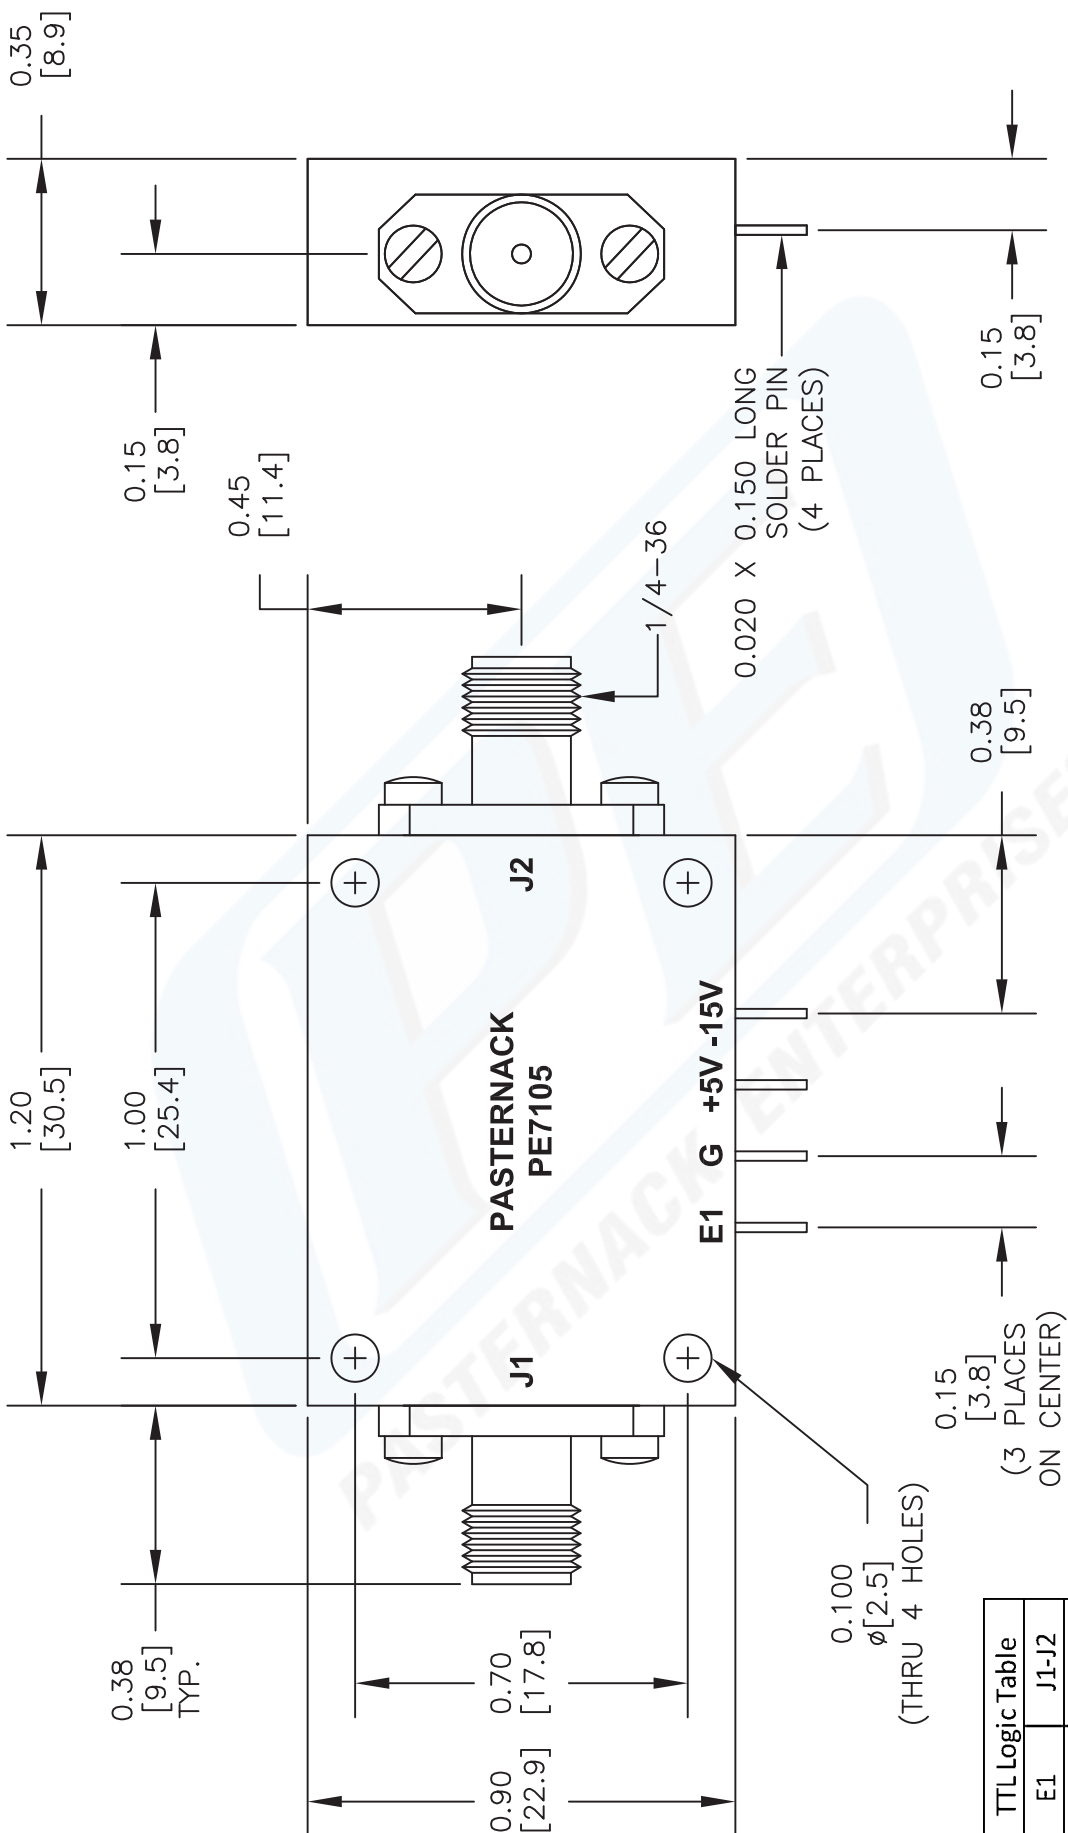 0.35
[8.9]
0.15
[3.8]
0.45
[11.4]
1/4-36
0.020 X 0.150 LONG
SOLDER PIN
(4 PLACES)
0.15
[3.8]
1.20
[30.5]
1.00
[25.4]
0.38
[9.5]
TYP.
0.70
[17.8]
0.90
[22.9]
J1
J2
PASTERNACK
PE7105
E1 G +5V -15V
0.38
[9.5]
0.15
[3.8]
(3 PLACES
ON CENTER)
0.100
ø[2.5]
(THRU 4 HOLES)
TTL Logic Table
E1 J1-J2
PE
PASTERNACK ENTERPRISE